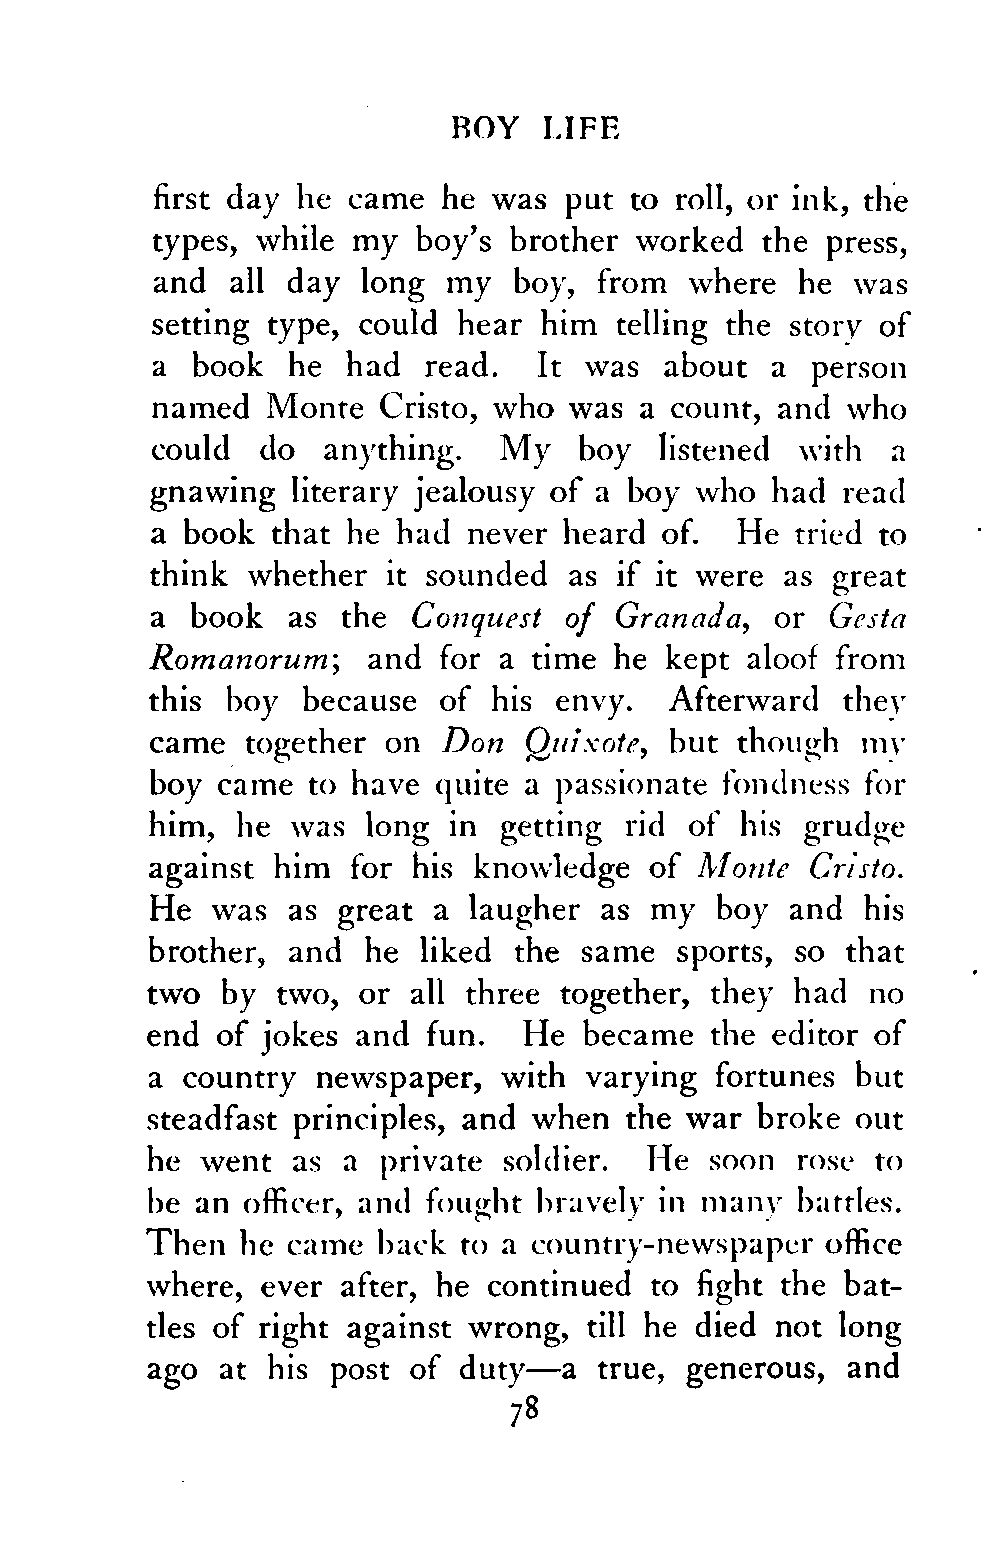 BOY LIFE
first day he came he was put to roll, or ink, the
types, while my boy's brother worked the press,
and all day long my boy, from where he was
setting type, could hear him telling the story of
a book he had read. It was about a person
named Monte Cristo, who was a count, and who
could do anything. My boy listened with a
gnawing literary jealousy of a boy who had read
a book that he had never heard of. He tried to
think whether it sounded as if it were as great
a book as the Conquest of Granada, or Gesta
Romanorum; and for a time he kept aloof from
this boy because of his envy. Afterward they
came together on Don Quixote, but though my
boy came to have quite a passionate fondness for
him, he was long in getting rid of his grudge
against him for his knowledge of Monte Cristo.
He was as great a laugher as my boy and his
brother, and he liked the same sports, so that
two by two, or all three together, they had no
end of jokes and fun. He became the editor of
a country newspaper, with varying fortunes but
steadfast principles, and when the war broke out
he went as a private soldier. He soon rose to
be an officer, and fought bravely in many battles.
Then he came back to a country-newspaper office
where, ever after, he continued to fight the bat-
tles of right against wrong, till he died not long
ago at his post of duty—a true, generous, and
78